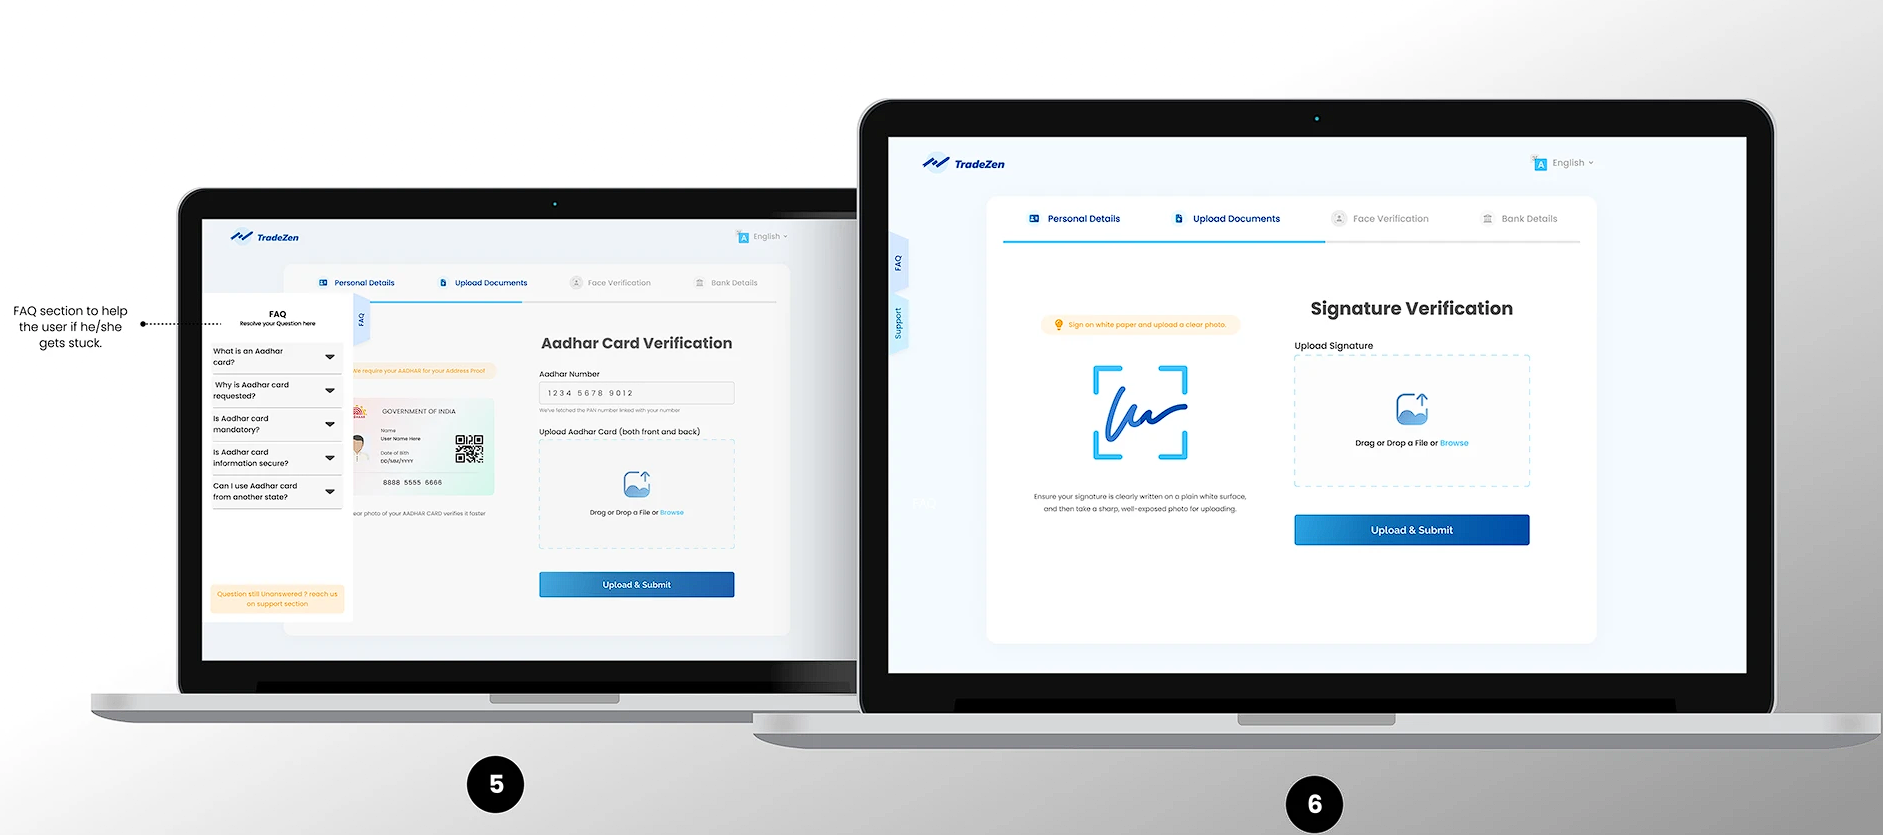 FAQ section to help
the user if he/she
gets stuck.
TradeZen
English
Personal Details
Upload Documents
Face Verification
Bank Details
FAQ
Resolve your Question here
FAQ
What is an Aadhar
card?
Why is Aadhar card
requested?
Is Aadhar card
mandatory?
Is Aadhar card
information secure?
Can I use Aadhar card
from another state?
Question still Unanswered ? reach us
on support section
We require your AADHAR for your Address Proof
GOVERNMENT OF INDIA
Name
User Name Here
Date of Bith
DD/MM/YYYY
8888 5555 6666
ear photo of your AADHAR CARD verifies it faster
Aadhar Card Verification
Aadhar Number
1234 5678 9012
We've fetched the PAN number linked with your number
Upload Aadhar Card (both front and back)
Drag or Drop a File or Browse
Upload & Submit
5
TradeZen
A English
Personal Details
Upload Documents
Face Verification
Bank Details
FAQ
Support
Sign on white paper and upload a clear photo.
Ensure your signature is clearly written on a plain white surface,
and then take a sharp, well-exposed photo for uploading.
FAQ
Signature Verification
Upload Signature
Drag or Drop a File or Browse
Upload & Submit
6